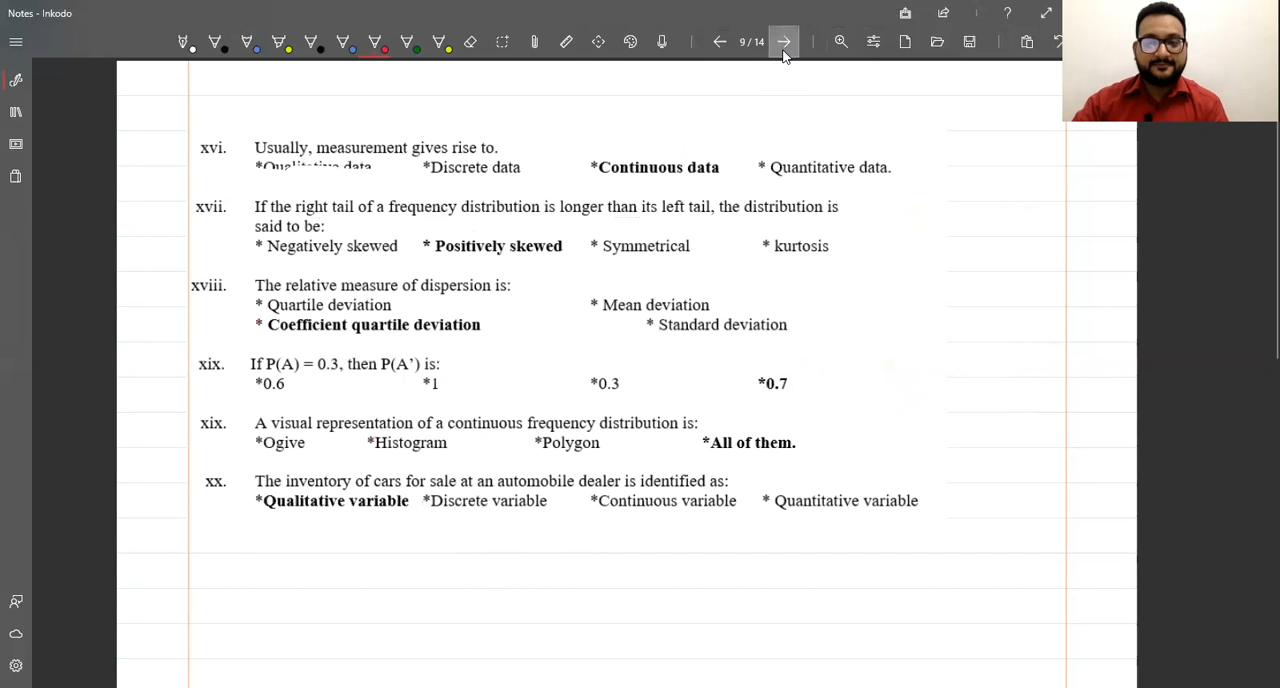 Notes - Inkodo
9 / 14
xvi. Usually, measurement gives rise to.
*Qualitative data *Discrete data *Continuous data * Quantitative data.
xvii. If the right tail of a frequency distribution is longer than its left tail, the distribution is
said to be:
* Negatively skewed * Positively skewed * Symmetrical * kurtosis
xviii. The relative measure of dispersion is:
* Quartile deviation * Mean deviation
* Coefficient quartile deviation * Standard deviation
xix. If P(A) = 0.3, then P(A’) is:
*0.6 *1 *0.3 *0.7
xix. A visual representation of a continuous frequency distribution is:
*Ogive *Histogram *Polygon *All of them.
xx. The inventory of cars for sale at an automobile dealer is identified as:
*Qualitative variable *Discrete variable *Continuous variable * Quantitative variable